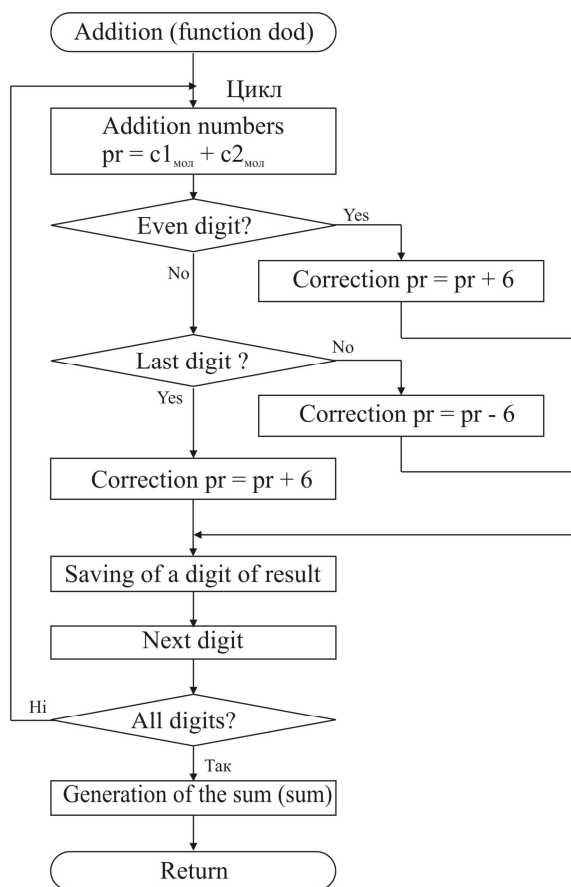 Addition (function dod)
Цикл
Addition numbers
pr = c1мол + c2мол
Even digit?
Yes
No
Correction pr = pr + 6
Last digit ?
No
Yes
Correction pr = pr - 6
Correction pr = pr + 6
Saving of a digit of result
Next digit
Ні
All digits?
Так
Generation of the sum (sum)
Return